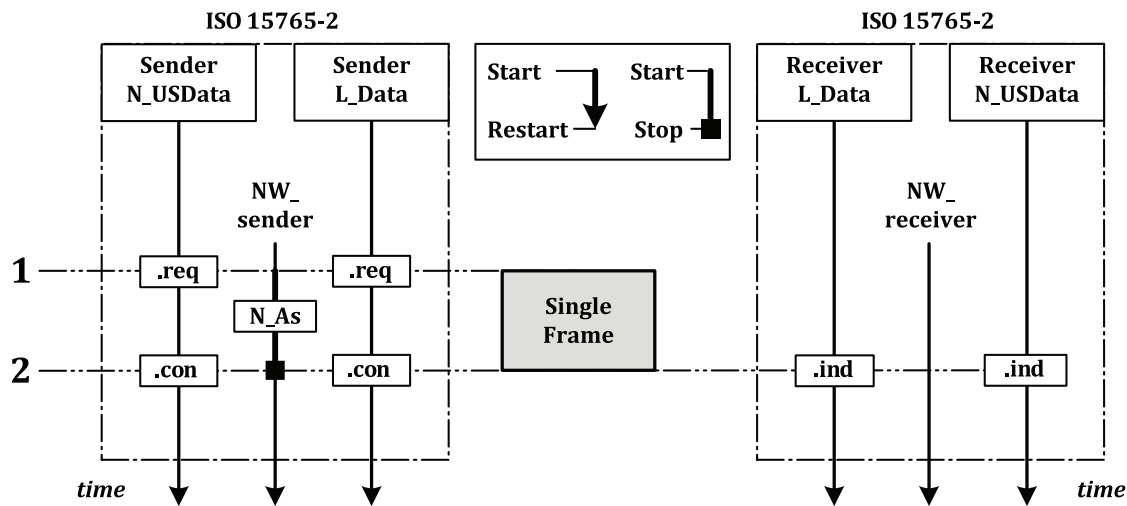 ISO 15765-2
ISO 15765-2
Sender
N_USData
Sender
L_Data
Start
Restart
Start
Stop
Receiver
L_Data
Receiver
N_USData
NW_
sender
NW_
receiver
1
.req
.req
N_As
Single
Frame
2
.con
.con
.ind
.ind
time
time